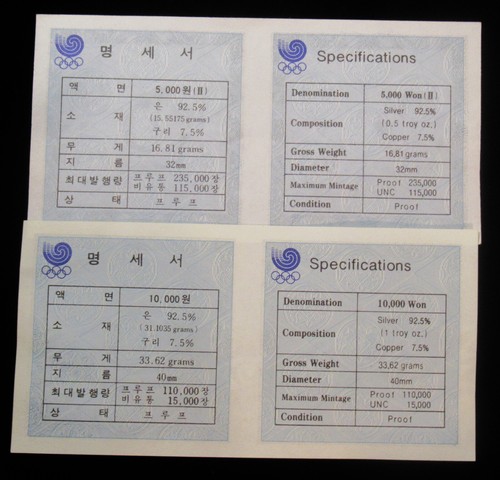 명 세 서
액 면 5,000원(Ⅱ)
소 재 은 92.5%
(15.55175 grams)
구리 7.5%
무 게 16.81 grams
지 름 32mm
최대발행량 프루프 235,000장
비유통 115,000장
상 태 프 루 프
Specifications
Denomination 5,000 Won (Ⅱ)
Composition Silver 92.5%
(0.5 troy oz.)
Copper 7.5%
Gross Weight 16.81 grams
Diameter 32mm
Maximum Mintage Proof 235,000
UNC 115,000
Condition Proof
명 세 서
액 면 10,000원
소 재 은 92.5%
(31.1035 grams)
구리 7.5%
무 게 33.62 grams
지 름 40mm
최대발행량 프루프 110,000장
비유통 15,000장
상 태 프 루 프
Specifications
Denomination 10,000 Won
Composition Silver 92.5%
(1 troy oz.)
Copper 7.5%
Gross Weight 33.62 grams
Diameter 40mm
Maximum Mintage Proof 110,000
UNC 15,000
Condition Proof